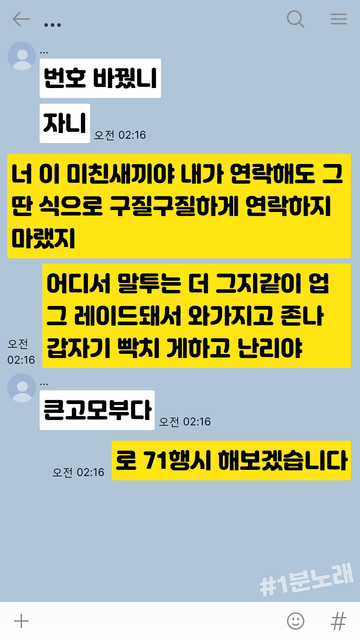 ...
...
번호 바꿨니
자니
오전 02:16
너 이 미친새끼야 내가 연락해도 그
딴 식으로 구질구질하게 연락하지
마랬지
어디서 말투는 더 그지같이 업
그 레이드돼서 와가지고 존나
갑자기 빡치 게하고 난리야
오전
02:16
...
큰고모부다
오전 02:16
로 71행시 해보겠습니다
오전 02:16
#1분노래